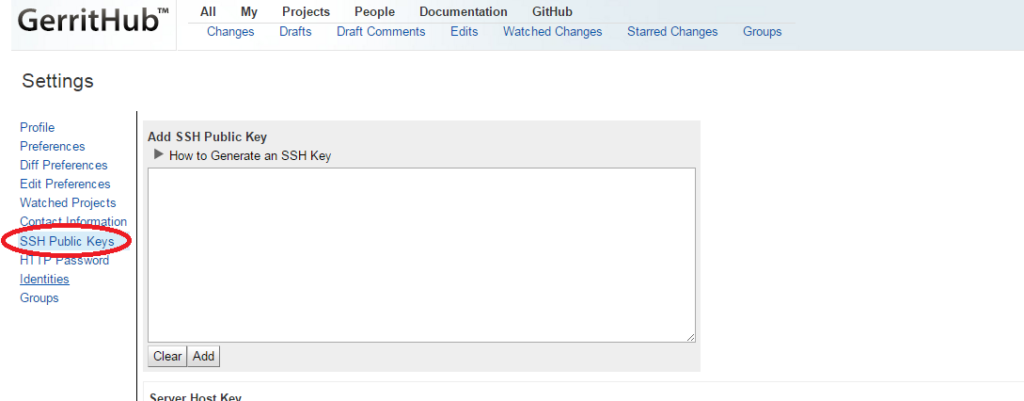 GerritHub™
All My Projects People Documentation GitHub
Changes Drafts Draft Comments Edits Watched Changes Starred Changes Groups
Settings
Profile
Preferences
Diff Preferences
Edit Preferences
Watched Projects
Contact Information
SSH Public Keys
HTTP Password
Identities
Groups
Add SSH Public Key
How to Generate an SSH Key
Clear Add
Server Host Key